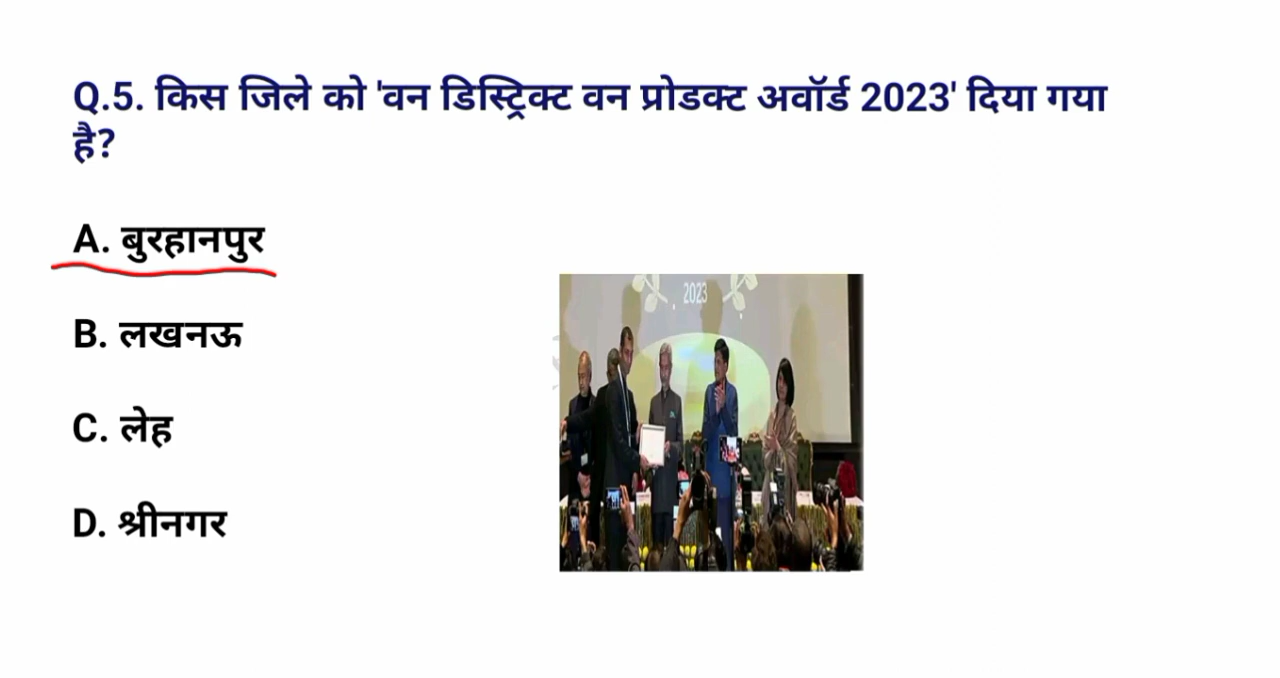 Q.5. किस जिले को 'वन डिस्ट्रिक्ट वन प्रोडक्ट अवॉर्ड 2023' दिया गया
है?
A. बुरहानपुर
B. लखनऊ
C. लेह
D. श्रीनगर
2023